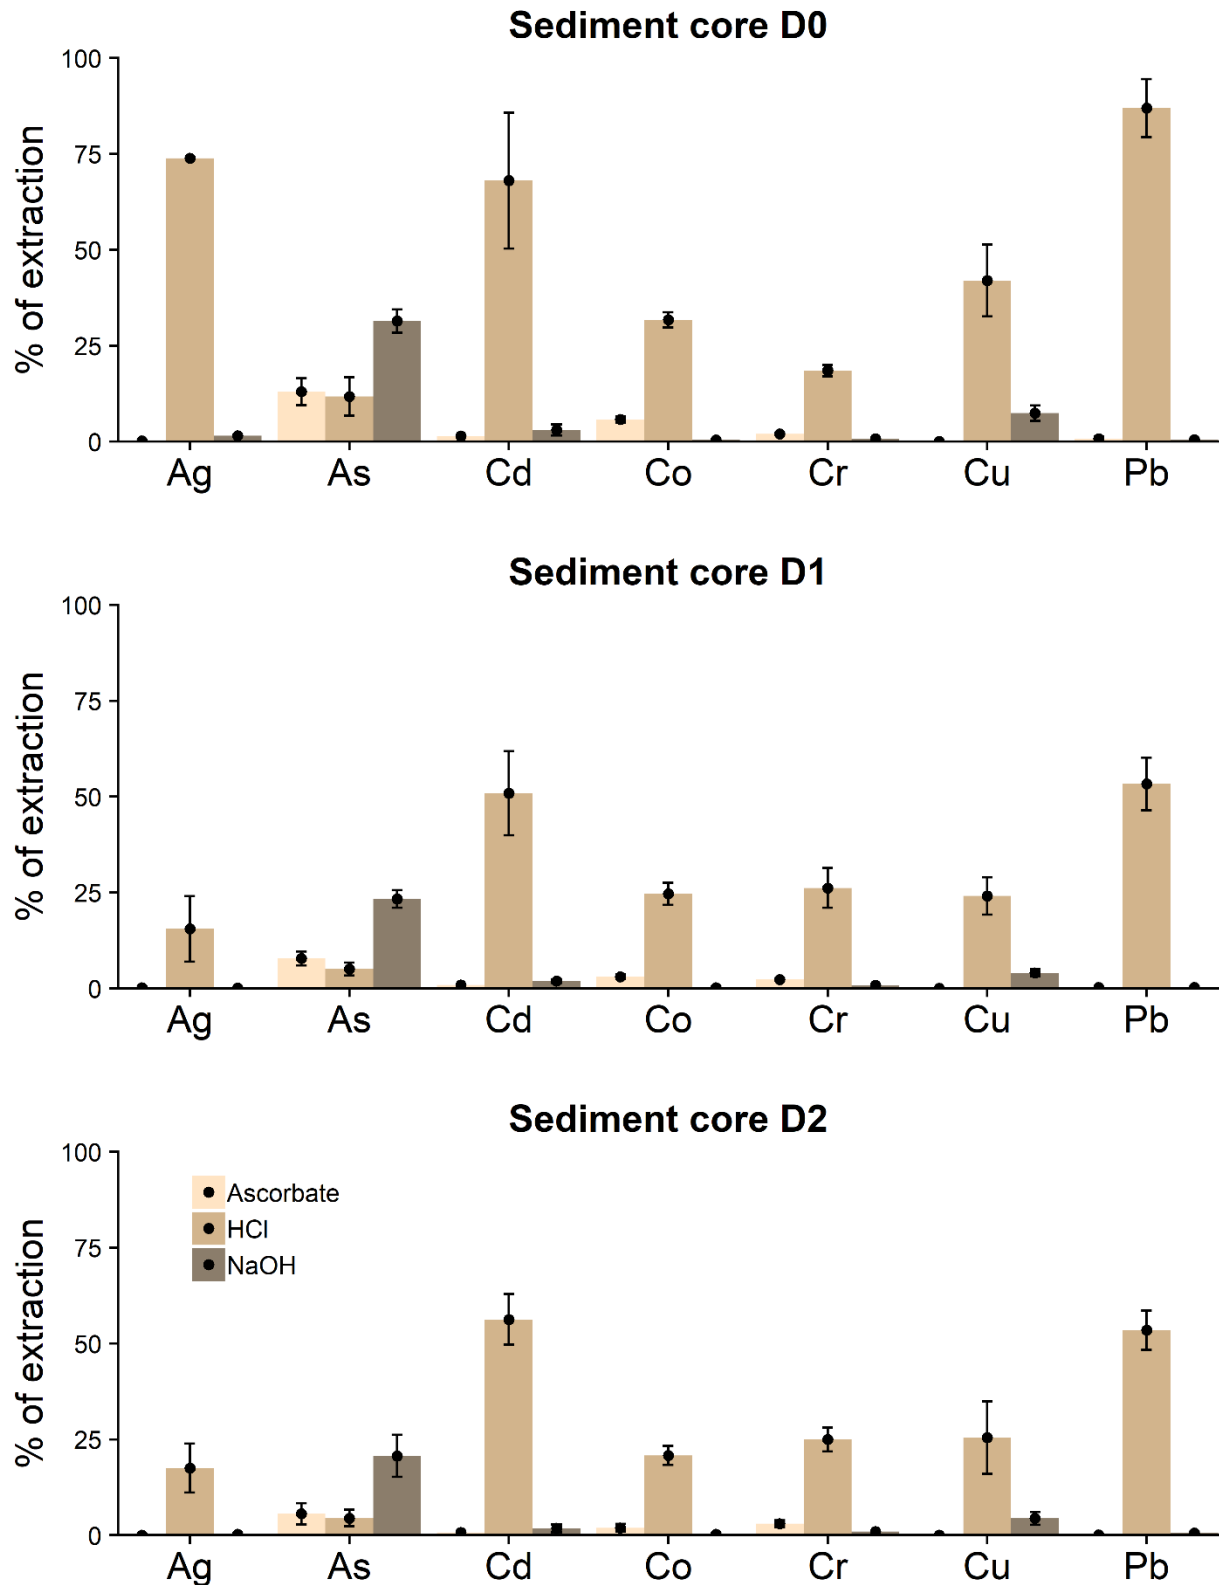 Sediment core D0
% of extraction
100
75
50
25
0
Ag As Cd Co Cr Cu Pb
Sediment core D1
% of extraction
100
75
50
25
0
Ag As Cd Co Cr Cu Pb
Sediment core D2
% of extraction
100
75
50
25
0
Ascorbate
HCl
NaOH
Ag As Cd Co Cr Cu Pb